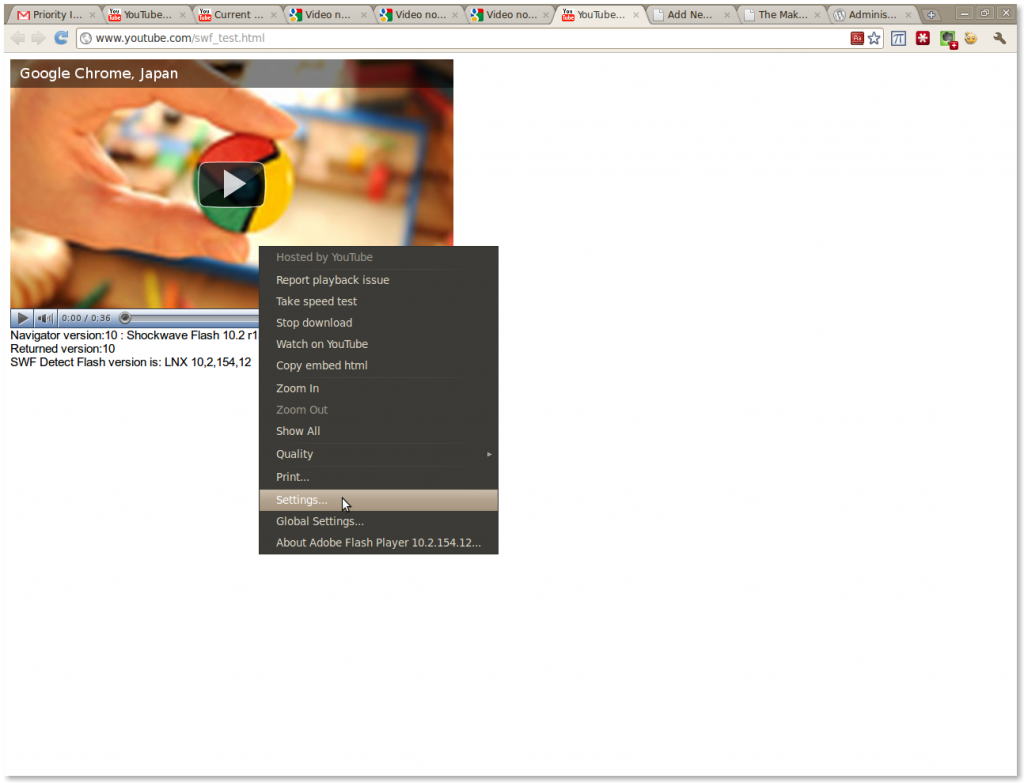 Priority I...
YouTube...
Current ...
Video n...
Video no...
Video no...
YouTube...
Add Ne...
The Mak...
Adminis...
www.youtube.com/swf_test.html
Google Chrome, Japan
0:00 / 0:36
Navigator version:10 : Shockwave Flash 10.2 r1
Returned version:10
SWF Detect Flash version is: LNX 10,2,154,12
Hosted by YouTube
Report playback issue
Take speed test
Stop download
Watch on YouTube
Copy embed html
Zoom In
Zoom Out
Show All
Quality
Print...
Settings...
Global Settings...
About Adobe Flash Player 10.2.154.12...